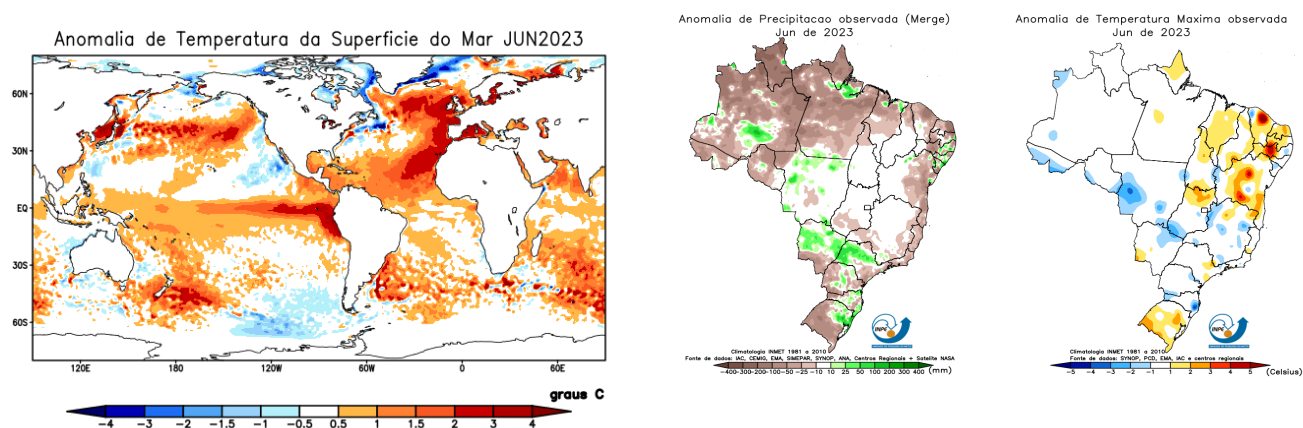 Anomalia de Temperatura da Superficie do Mar JUN2023
60N
30N
EQ
30S
60S
120E 180 120W 60W 0 60E
graus C
-4 -3 -2 -1.5 -1 -0.5 0.5 1 1.5 2 3 4
Anomalia de Precipitacao observada (Merge)
Jun de 2023
INPE
Climatologia INMET 1981 a 2010
Fonte de dados: IAC, CEMIG, EMA, SIMEPAR, SYNOP, ANA, Centros Regionais + Satelite NASA
-400-300-200-100-50 -25 -10 10 25 50 100 200 300 400 (mm)
Anomalia de Temperatura Maxima observada
Jun de 2023
INPE
Climatologia INMET 1981 a 2010
Fonte de dados: SYNOP, PCD, EMA, IAC e centros regionais
-5 -4 -3 -2 -1 1 2 3 4 5 (Celsius)